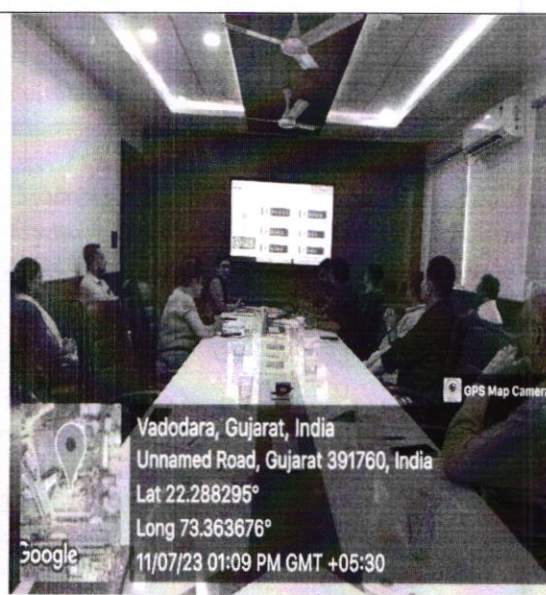 GPS Map Camera
Vadodara, Gujarat, India
Unnamed Road, Gujarat 391760, India
Lat 22.288295°
Long 73.363676°
11/07/23 01:09 PM GMT +05:30
Google